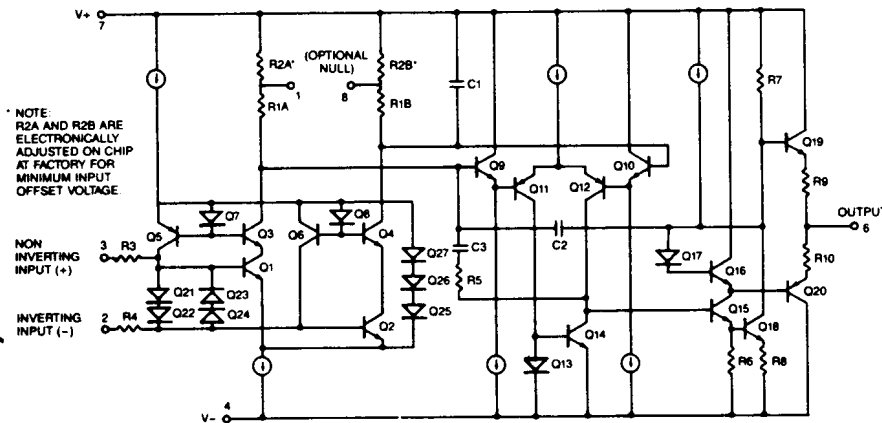 V+ 7
R2A*
(OPTIONAL
NULL)
R2B*
1
8
R1A
R1B
C1
R7
* NOTE:
R2A AND R2B ARE
ELECTRONICALLY
ADJUSTED ON CHIP
AT FACTORY FOR
MINIMUM INPUT
OFFSET VOLTAGE.
Q9
Q10
Q11
Q12
Q19
R9
OUTPUT
6
R10
Q5
Q7
Q3
Q6
Q8
Q4
NON
INVERTING
INPUT (+)
3
R3
Q1
Q27
Q26
Q25
C3
R5
C2
Q17
Q16
Q20
Q21
Q22
Q23
Q24
INVERTING
INPUT (-)
2
R4
Q2
Q14
Q13
Q15
Q18
R6
R8
V- 4